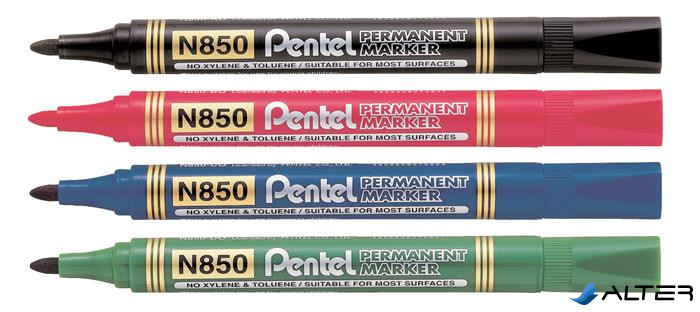 N850 Pentel PERMANENT MARKER
NO XYLENE & TOLUENE / SUITABLE FOR MOST SURFACES
N850 Pentel PERMANENT MARKER
NO XYLENE & TOLUENE / SUITABLE FOR MOST SURFACES
N850 Pentel PERMANENT MARKER
NO XYLENE & TOLUENE / SUITABLE FOR MOST SURFACES
N850 Pentel PERMANENT MARKER
NO XYLENE & TOLUENE / SUITABLE FOR MOST SURFACES
ALTER